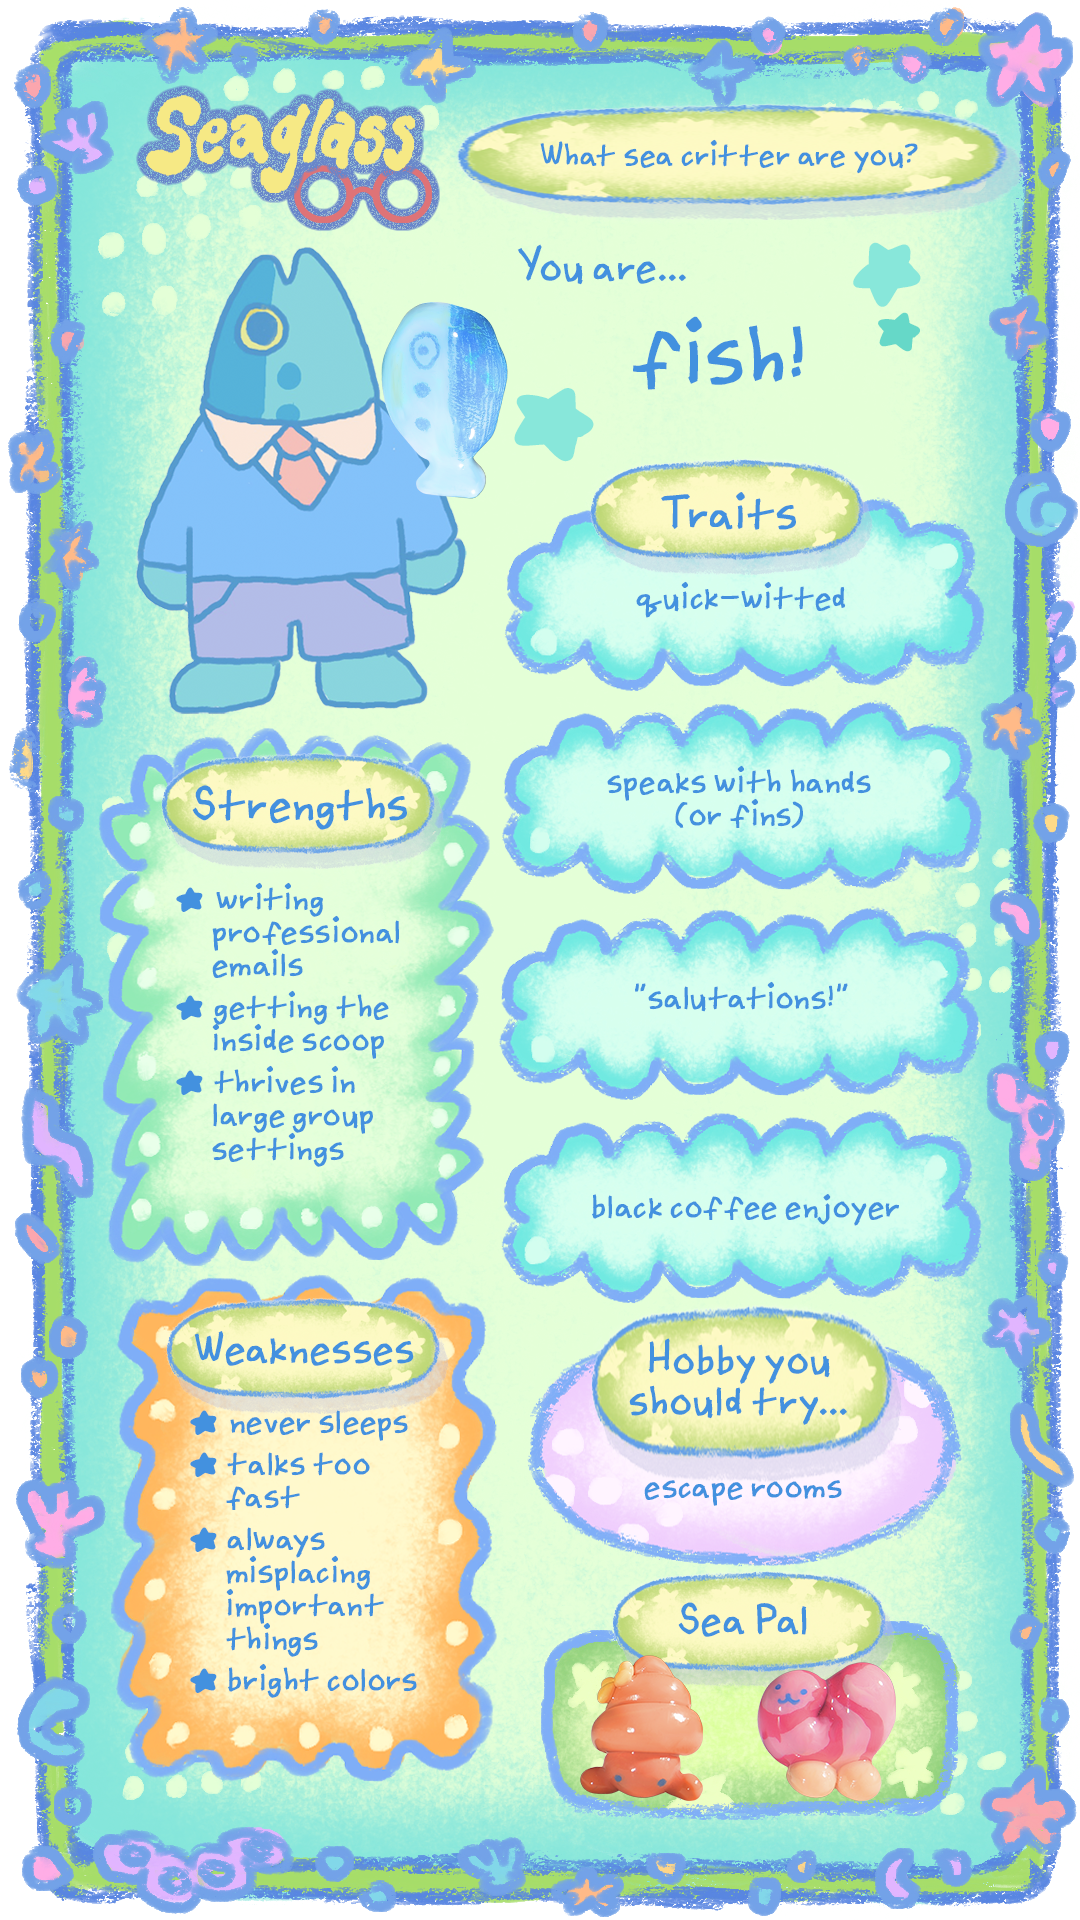 Seaglass
What sea critter are you?
You are...
fish!
Traits
quick-witted
speaks with hands
(or fins)
"salutations!"
black coffee enjoyer
Strengths
writing
professional
emails
getting the
inside scoop
thrives in
large group
settings
Weaknesses
never sleeps
talks too
fast
always
misplacing
important
things
bright colors
Hobby you
should try...
escape rooms
Sea Pal